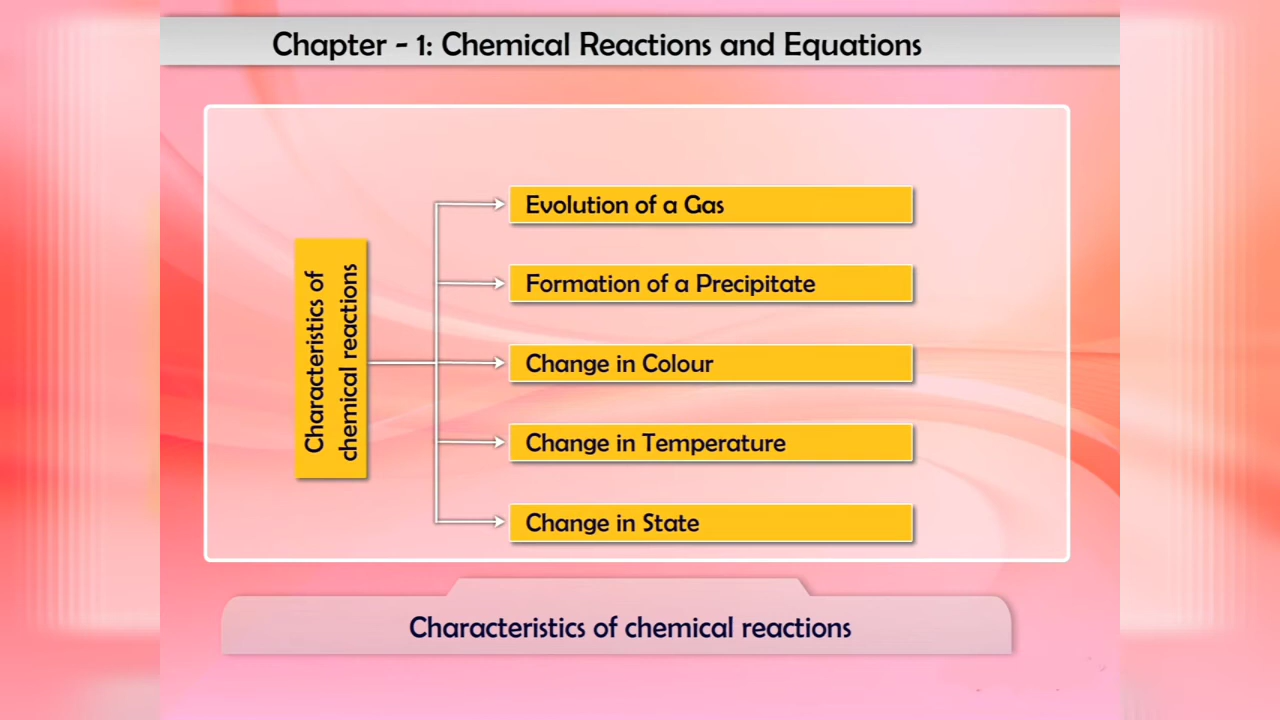 Chapter - 1: Chemical Reactions and Equations
Characteristics of
chemical reactions
Evolution of a Gas
Formation of a Precipitate
Change in Colour
Change in Temperature
Change in State
Characteristics of chemical reactions